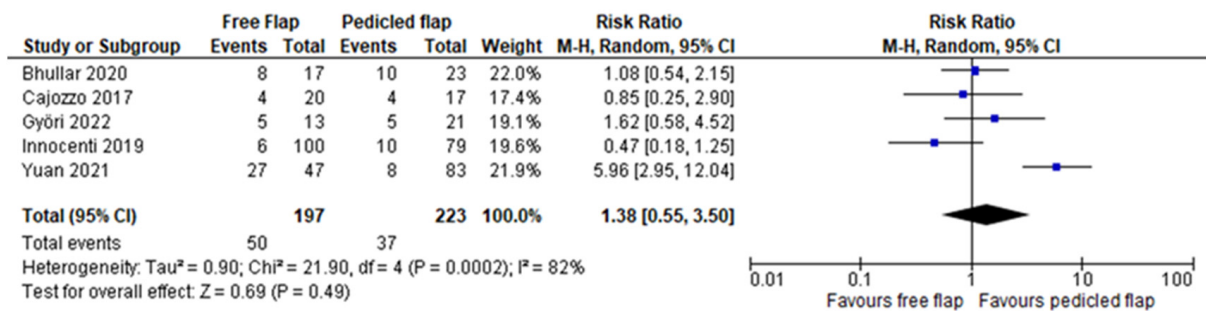 Free Flap Pedicled flap Risk Ratio Risk Ratio
Study or Subgroup Events Total Events Total Weight M-H, Random, 95% CI M-H, Random, 95% CI
Bhullar 2020 8 17 10 23 22.0% 1.08 [0.54, 2.15]
Cajozzo 2017 4 20 4 17 17.4% 0.85 [0.25, 2.90]
Györi 2022 5 13 5 21 19.1% 1.62 [0.58, 4.52]
Innocenti 2019 6 100 10 79 19.6% 0.47 [0.18, 1.25]
Yuan 2021 27 47 8 83 21.9% 5.96 [2.95, 12.04]
Total (95% CI) 197 223 100.0% 1.38 [0.55, 3.50]
Total events 50 37
Heterogeneity: Tau² = 0.90; Chi² = 21.90, df = 4 (P = 0.0002); I² = 82%
Test for overall effect: Z = 0.69 (P = 0.49)
0.01 0.1 1 10 100
Favours free flap Favours pedicled flap